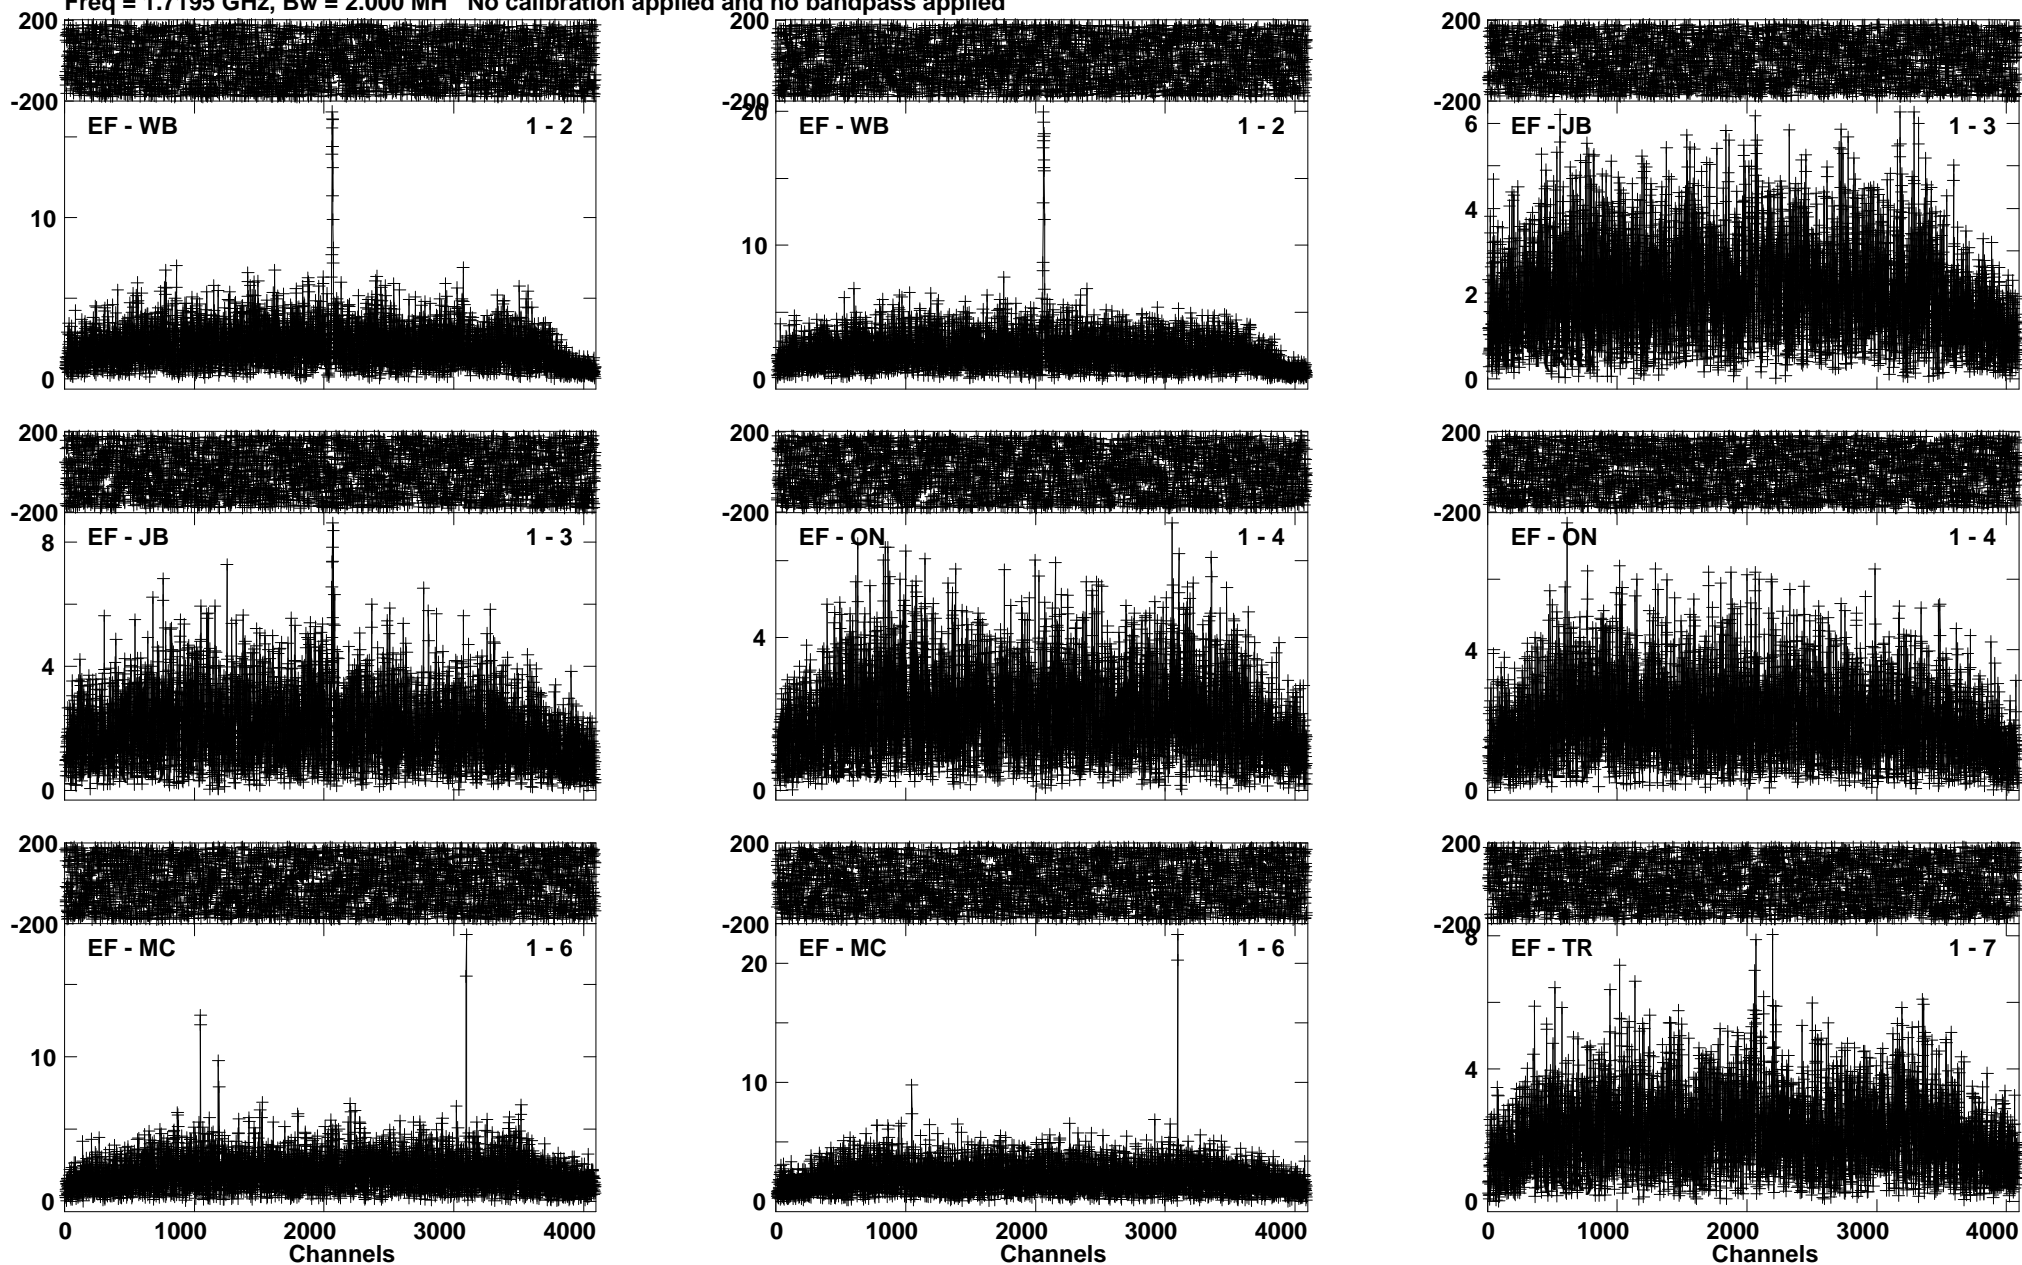 Freq = 1.7195 GHz, Bw = 2.000 MH No calibration applied and no bandpass applied
200 200 200
-200 -200 -200
EF - WB 1 - 2 20 EF - WB 1 - 2 6 EF - JB 1 - 3
10 10 4
2
0 0 0
200 200 200
-200 -200 -200
8 EF - JB 1 - 3 EF - ON 1 - 4 EF - ON 1 - 4
4 4 4
0 0 0
200 200 200
-200 -200 -200
EF - MC 1 - 6 20 EF - MC 1 - 6 8 EF - TR 1 - 7
10 10 4
0 0 0
0 1000 2000 3000 4000 0 1000 2000 3000 4000 0 1000 2000 3000 4000
Channels Channels Channels